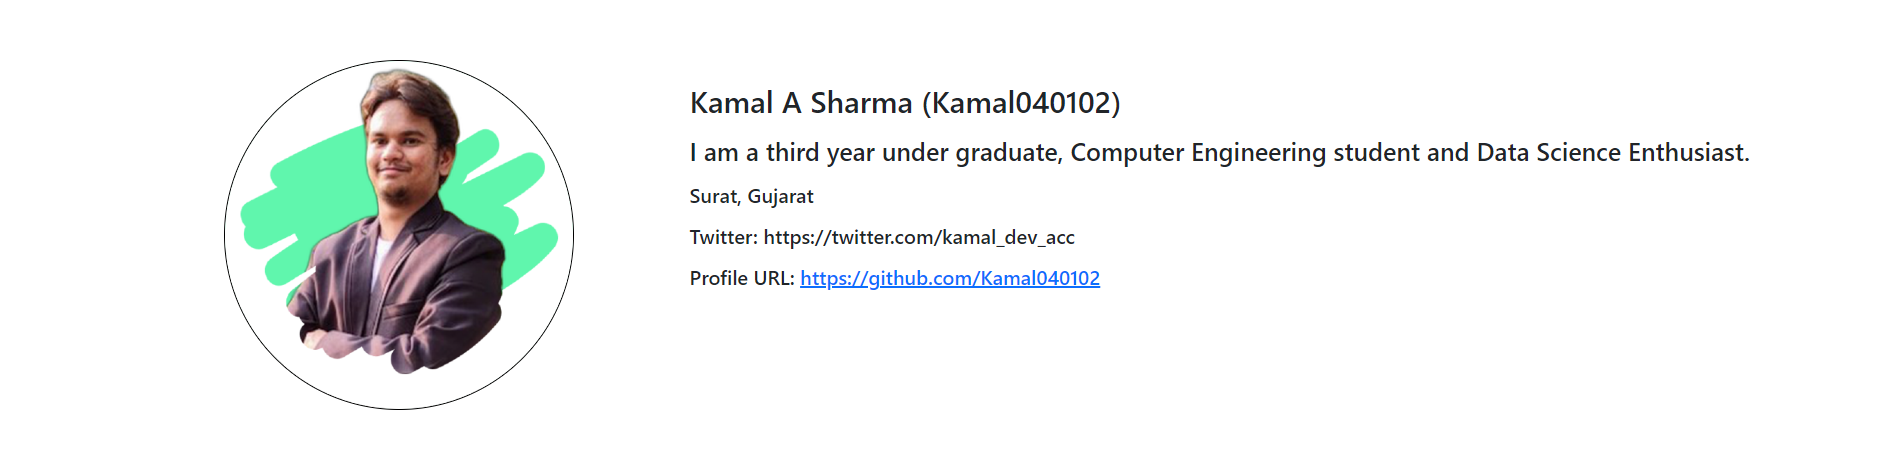 Kamal A Sharma (Kamal040102)
I am a third year under graduate, Computer Engineering student and Data Science Enthusiast.
Surat, Gujarat
Twitter: https://twitter.com/kamal_dev_acc
Profile URL: https://github.com/Kamal040102